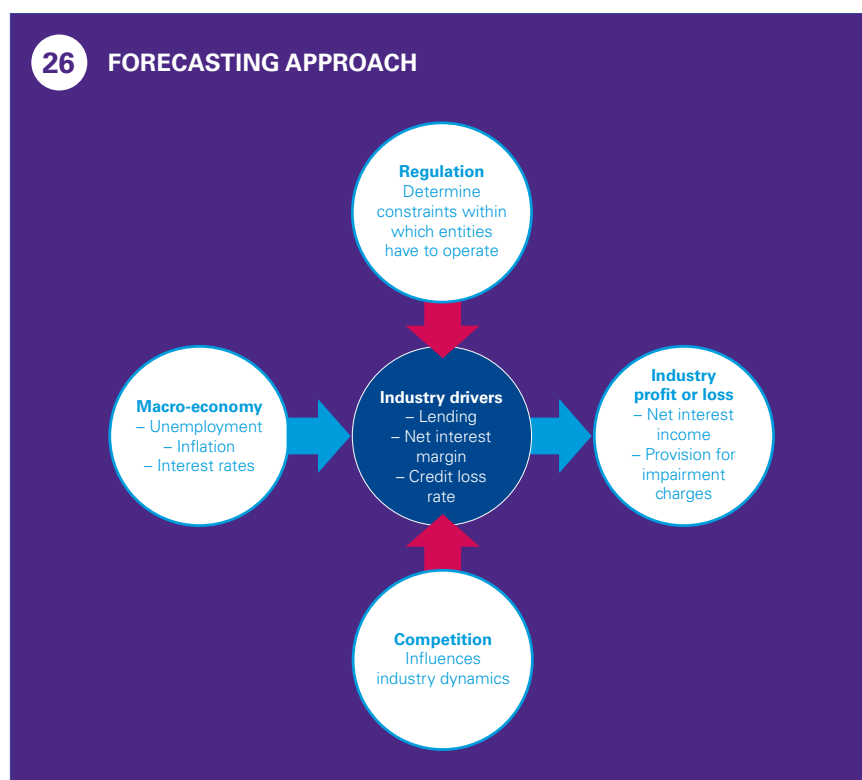 26 FORECASTING APPROACH
Regulation
Determine
constraints within
which entities
have to operate
Macro-economy
– Unemployment
– Inflation
– Interest rates
Industry drivers
– Lending
– Net interest
margin
– Credit loss
rate
Industry
profit or loss
– Net interest
income
– Provision for
impairment
charges
Competition
Influences
industry dynamics